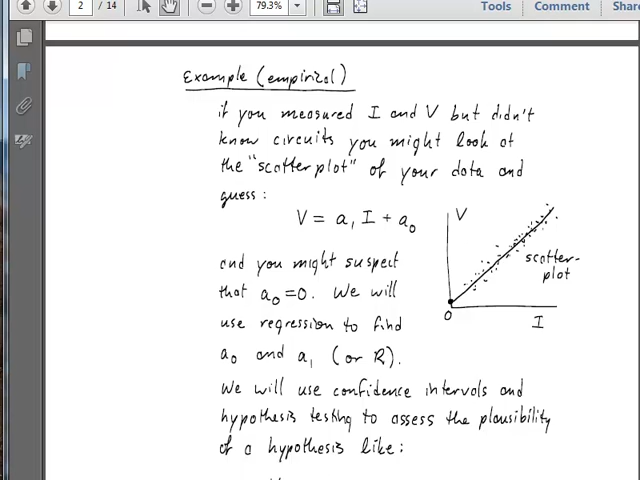 2 / 14
79.3%
Tools
Comment
Share
Example (empirical)
if you measured I and V but didn't
know circuits you might look at
the "scatter plot" of your data and
guess:
V = a₁ I + a₀
V
scatter-
plot
0
I
and you might suspect
that a₀=0. We will
use regression to find
a₀ and a₁ (or R).
We will use confidence intervals and
hypothesis testing to assess the plausibility
of a hypothesis like: